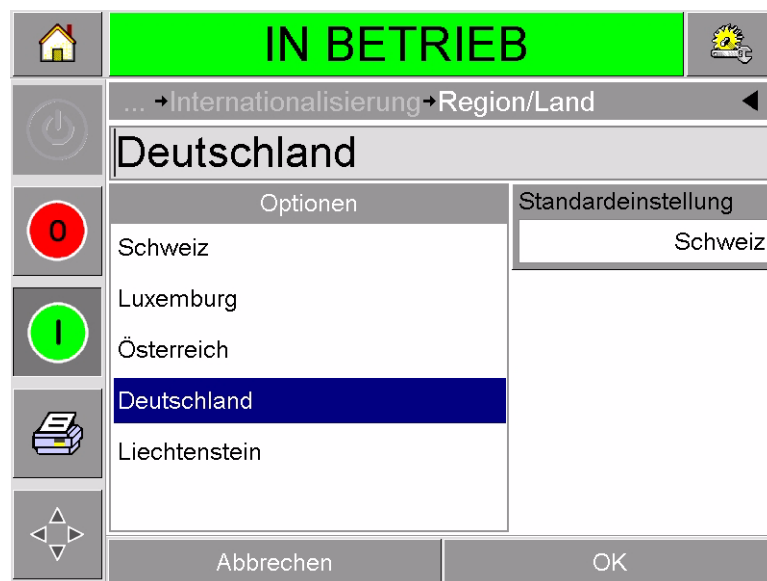 IN BETRIEB
... →Internationalisierung→Region/Land
Deutschland
Optionen
Schweiz
Luxemburg
Österreich
Deutschland
Liechtenstein
Standardeinstellung
Schweiz
0
I
Abbrechen
OK